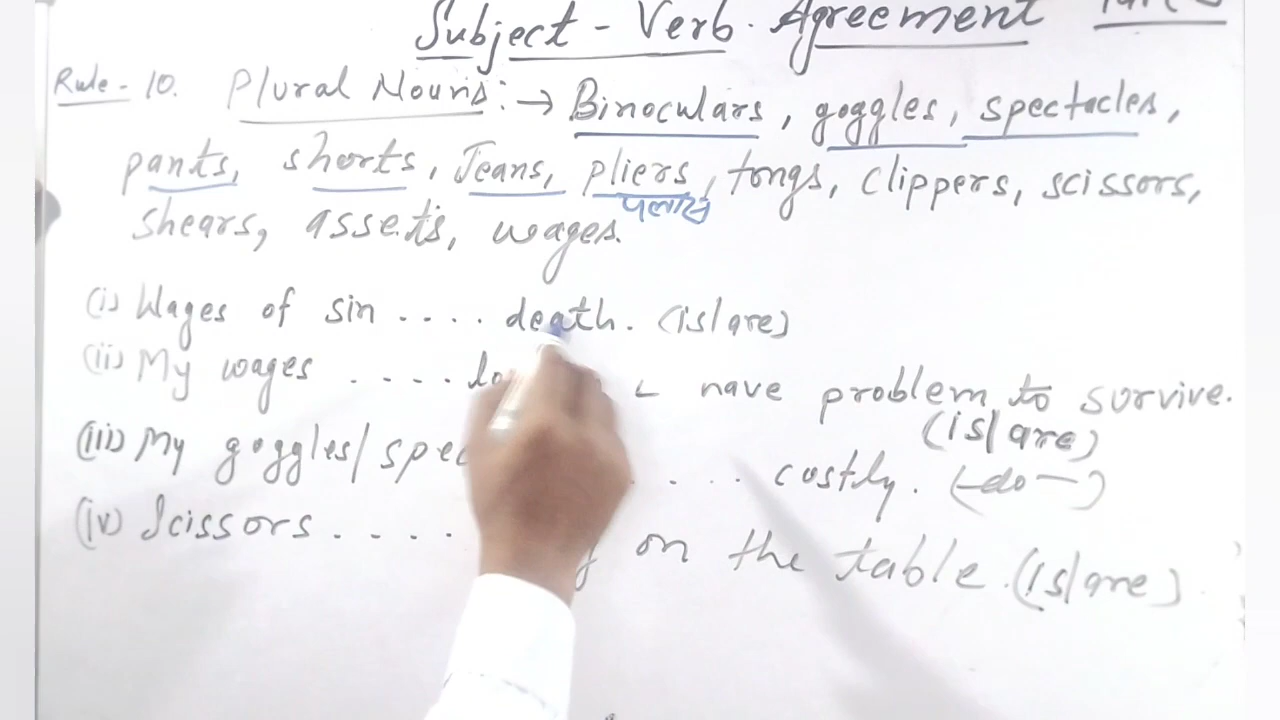 Subject - Verb. Agreement
Rule - 10. Plural Nouns :→ Binoculars, goggles, spectacles,
pants, shorts, Jeans, pliers, tongs, clippers, scissors,
पलास
shears, assets, wages.
(i) Wages of sin .... death. (is/are)
(ii) My wages .... have problem to survive.
(is/are)
(iii) My goggles/ .... costly. (-do-)
(iv) Scissors .... on the table. (is/are)